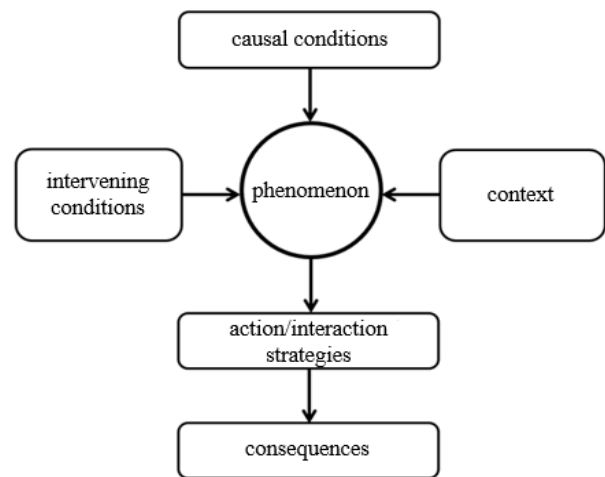 causal conditions
intervening
conditions
phenomenon
context
action/interaction
strategies
consequences